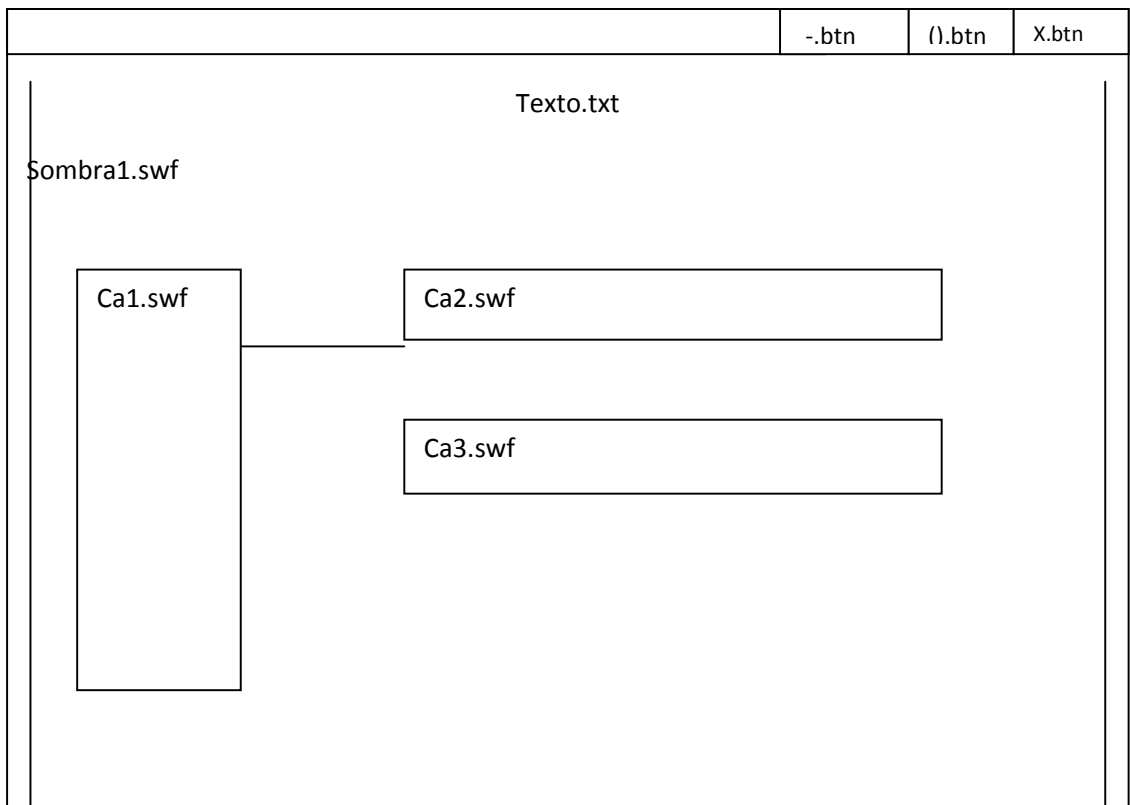 -.btn
().btn
X.btn
Texto.txt
Sombra1.swf
Ca1.swf
Ca2.swf
Ca3.swf